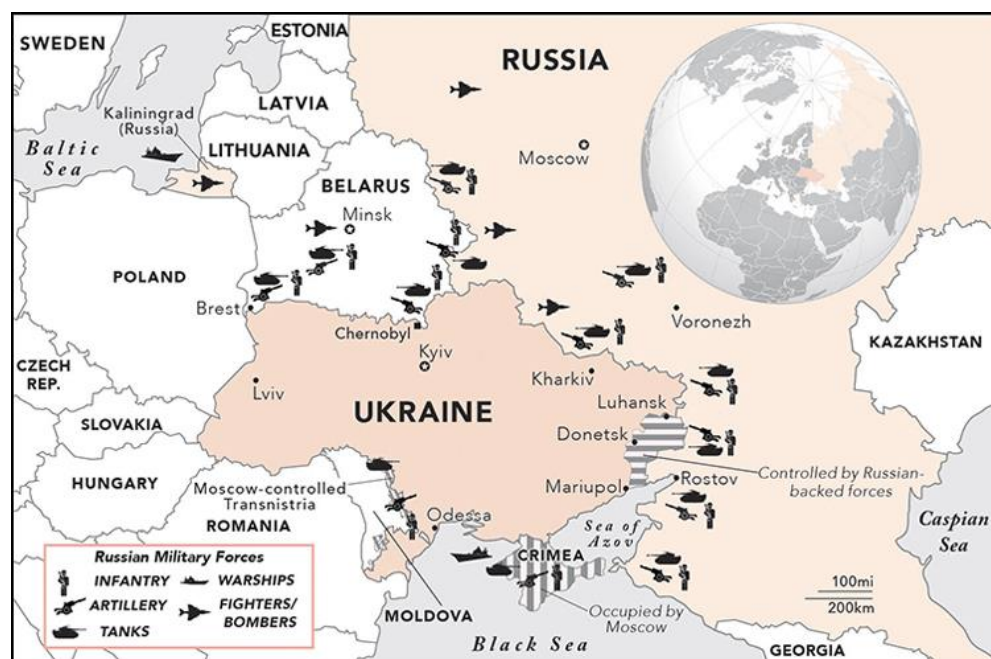 SWEDEN
ESTONIA
RUSSIA
LATVIA
Kaliningrad
(Russia)
Moscow
Baltic
Sea
LITHUANIA
BELARUS
Minsk
POLAND
Brest
Voronezh
Chernobyl
KAZAKHSTAN
Kyiv
CZECH
REP.
Kharkiv
Lviv
Luhansk
UKRAINE
SLOVAKIA
Donetsk
HUNGARY
Controlled by Russian-
backed forces
Moscow-controlled
Transnistria
Mariupol
Rostov
ROMANIA
Odessa
Sea of
Azov
Caspian
Sea
CRIMEA
Russian Military Forces
INFANTRY
WARSHIPS
ARTILLERY
FIGHTERS/
BOMBERS
TANKS
MOLDOVA
Occupied by
Moscow
100mi
200km
Black Sea
GEORGIA